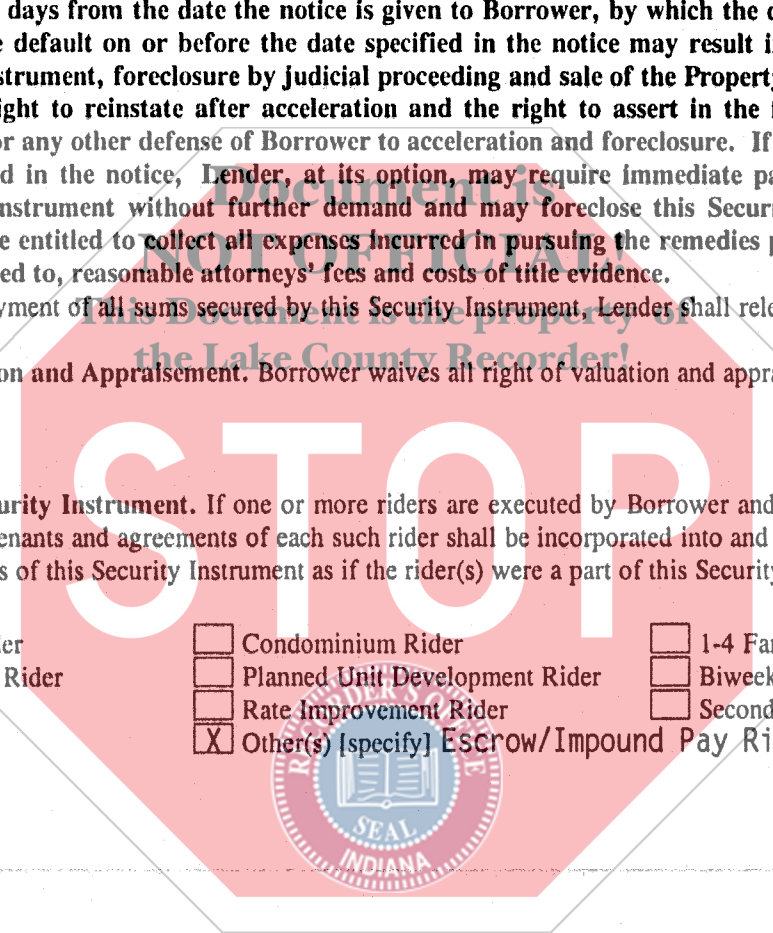 days from the date the notice is given to Borrower, by which the
default on or before the date specified in the notice may result
strument, foreclosure by judicial proceeding and sale of the Property
ight to reinstate after acceleration and the right to assert in the
or any other defense of Borrower to acceleration and foreclosure. If
d in the notice, Lender, at its option, may require immediate pa
nstrument without further demand and may foreclose this Secur
e entitled to collect all expenses incurred in pursuing the remedies
ed to, reasonable attorneys' fees and costs of title evidence.
yment of all sums secured by this Security Instrument, Lender shall rele
on and Appraisement. Borrower waives all right of valuation and appra
Document is
NOT OFFICIAL!
This Document is the property of
the Lake County Recorder!
STOP
urity Instrument. If one or more riders are executed by Borrower and
enants and agreements of each such rider shall be incorporated into and
s of this Security Instrument as if the rider(s) were a part of this Security
er Condominium Rider 1-4 Fam
Rider Planned Unit Development Rider Biweek
Rate Improvement Rider Second
X Other(s) [specify] Escrow/Impound Pay Ri
RECORDER'S OFFICE
SEAL
INDIANA